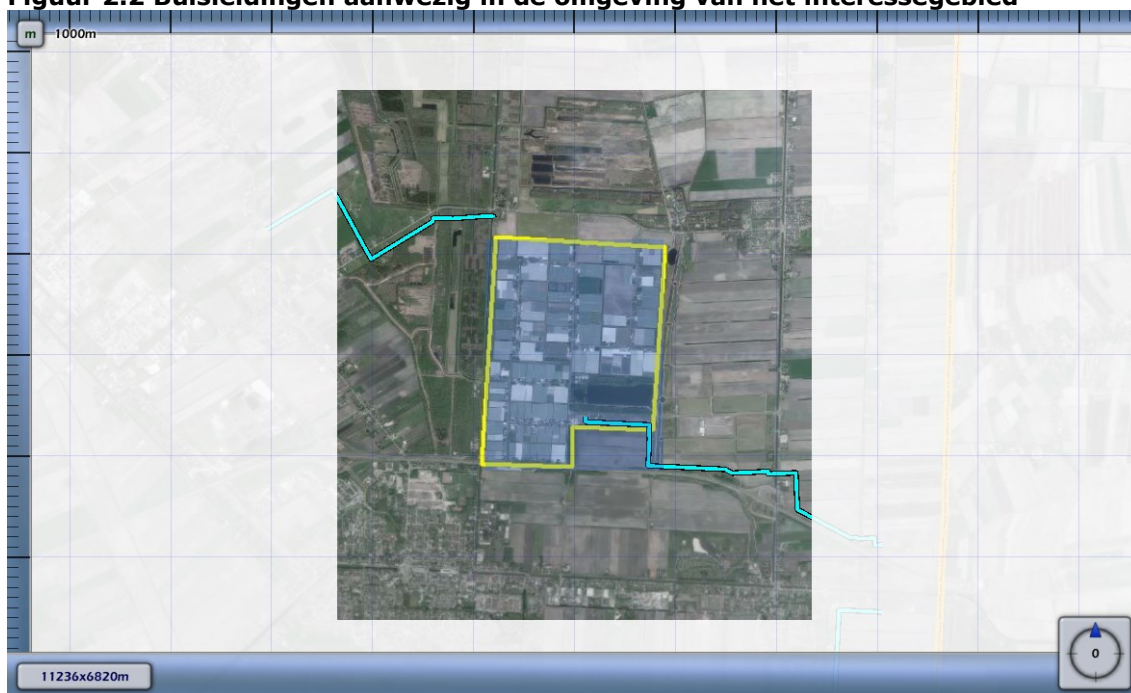 Figuur 2.2 Buisleidingen aanwezig in de omgeving van het interessegebied
m 1000m
0
11236x6820m